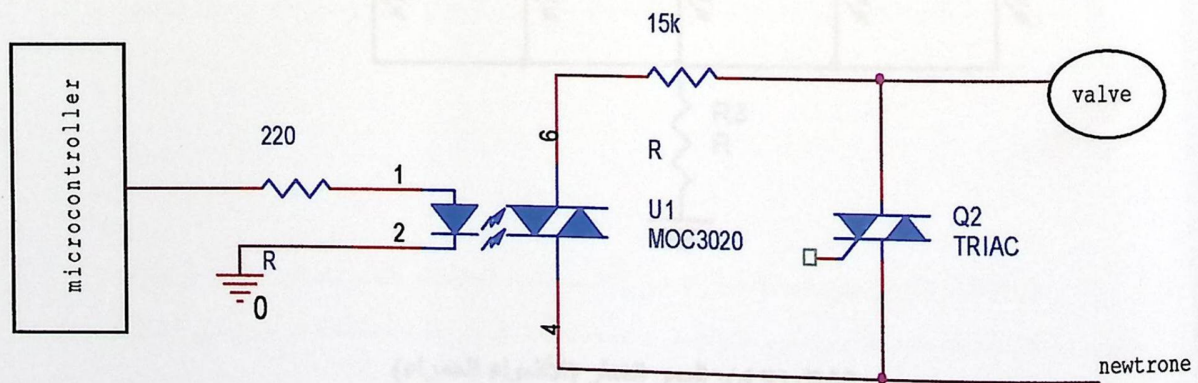 15k
microcontroller
valve
220
6
R
1
U1
MOC3020
Q2
TRIAC
2
R
0
4
newtrone